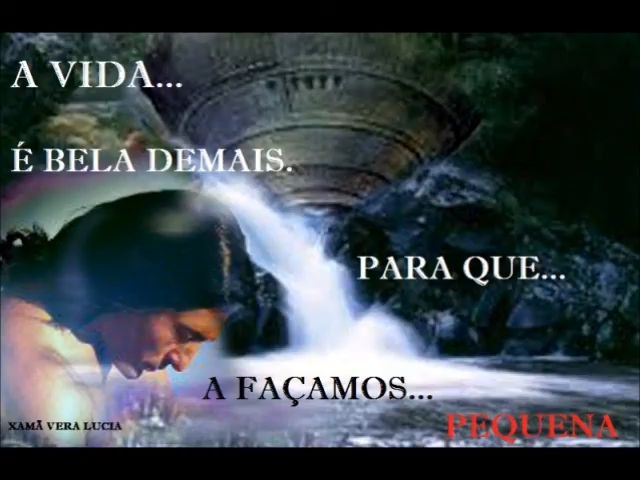 A VIDA...
É BELA DEMAIS.
PARA QUE...
A FAÇAMOS...
PEQUENA
XAMÃ VERA LUCIA